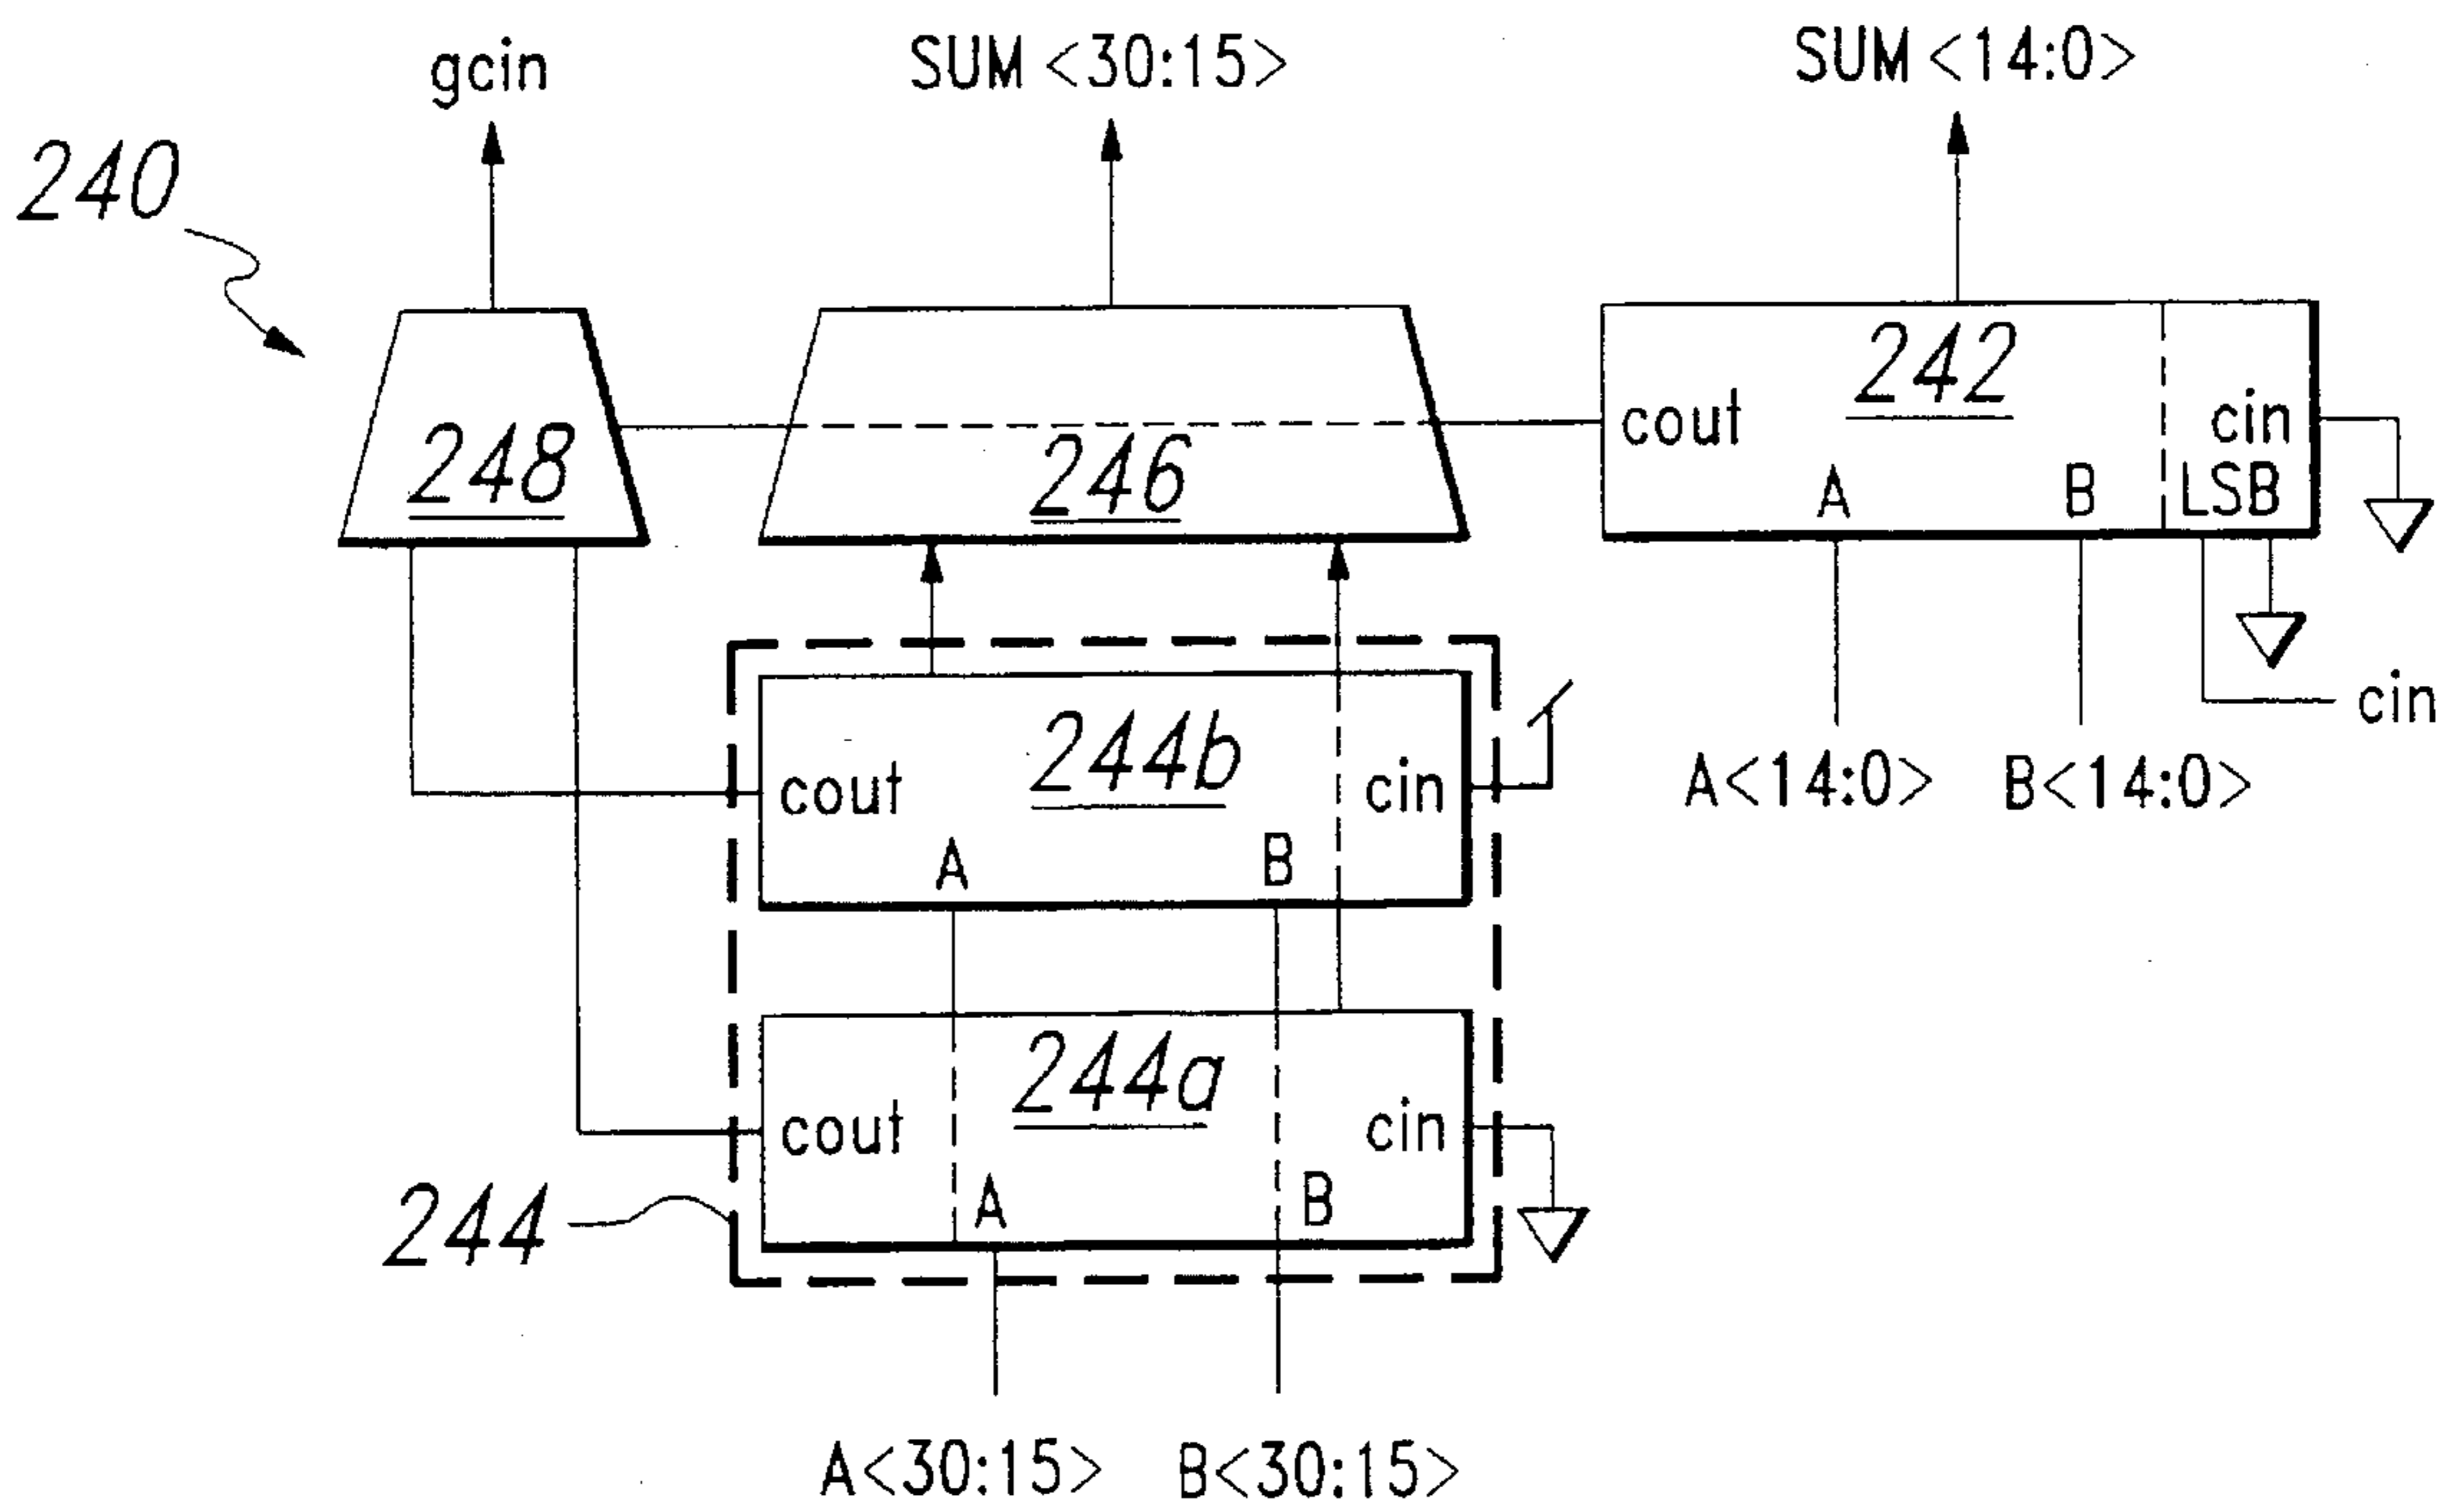 gcin
SUM<30:15>
SUM<14:0>
240
248
246
cout
242
cin
A
B
LSB
cin
A<14:0>
B<14:0>
cout
244b
cin
A
B
cout
244a
cin
A
B
244
A<30:15>
B<30:15>